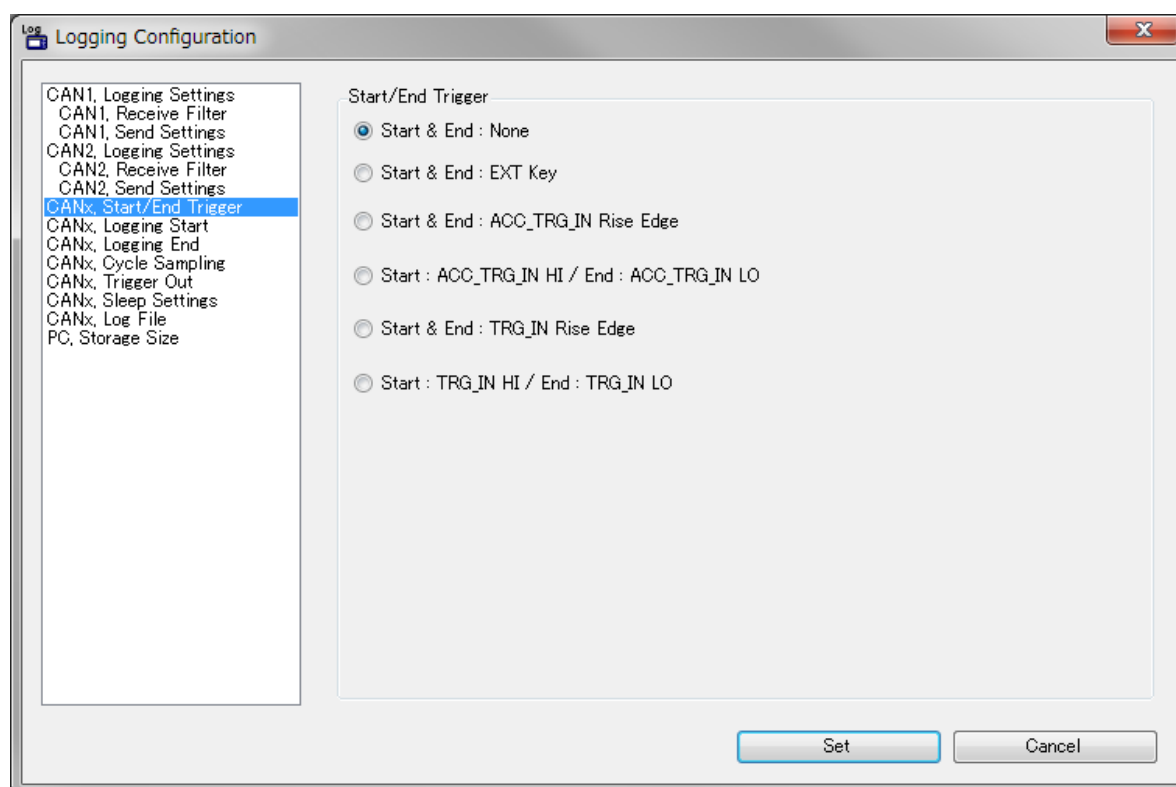 Log
Logging Configuration
X
CAN1, Logging Settings
CAN1, Receive Filter
CAN1, Send Settings
CAN2, Logging Settings
CAN2, Receive Filter
CAN2, Send Settings
CANx, Start/End Trigger
CANx, Logging Start
CANx, Logging End
CANx, Cycle Sampling
CANx, Trigger Out
CANx, Sleep Settings
CANx, Log File
PC, Storage Size
Start/End Trigger
Start & End : None
Start & End : EXT Key
Start & End : ACC_TRG_IN Rise Edge
Start : ACC_TRG_IN HI / End : ACC_TRG_IN LO
Start & End : TRG_IN Rise Edge
Start : TRG_IN HI / End : TRG_IN LO
Set
Cancel